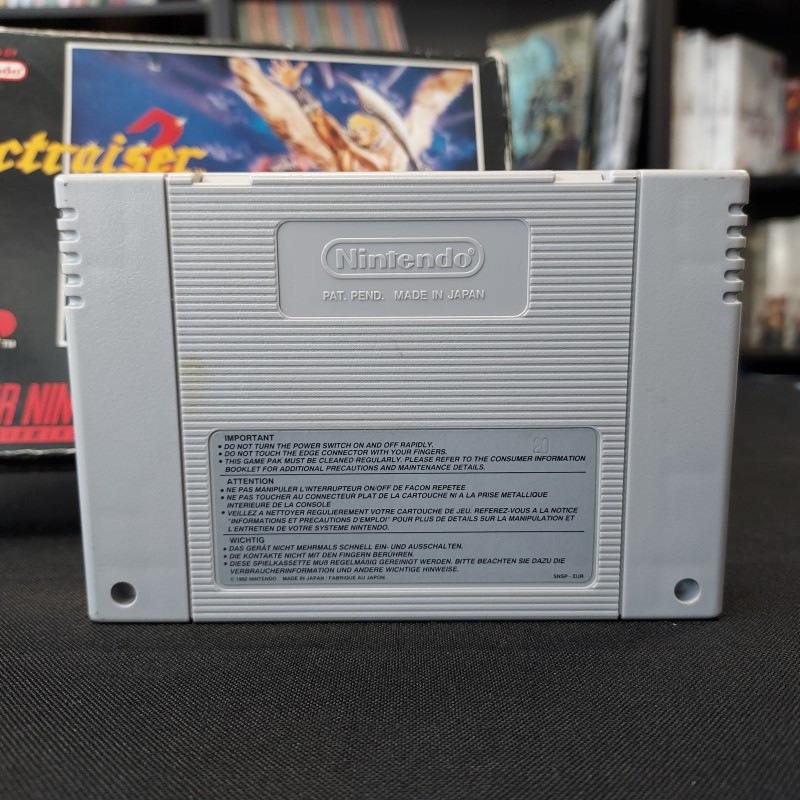 ctraiser 2
R NIN
TM
Nintendo®
PAT. PEND. MADE IN JAPAN
20
IMPORTANT
• DO NOT TURN THE POWER SWITCH ON AND OFF RAPIDLY.
• DO NOT TOUCH THE EDGE CONNECTOR WITH YOUR FINGERS.
• THIS GAME PAK MUST BE CLEANED REGULARLY. PLEASE REFER TO THE CONSUMER INFORMATION
BOOKLET FOR ADDITIONAL PRECAUTIONS AND MAINTENANCE DETAILS.
ATTENTION
• NE PAS MANIPULER L'INTERRUPTEUR ON/OFF DE FACON REPETEE
• NE PAS TOUCHER AU CONNECTEUR PLAT DE LA CARTOUCHE NI A LA PRISE METALLIQUE
INTERIEURE DE LA CONSOLE
• VEILLEZ A NETTOYER REGULIEREMENT VOTRE CARTOUCHE DE JEU. REFEREZ-VOUS A LA NOTICE
"INFORMATIONS ET PRECAUTIONS D'EMPLOI" POUR PLUS DE DETAILS SUR LA MANIPULATION ET
L'ENTRETIEN DE VOTRE SYSTEME NINTENDO.
WICHTIG
• DAS GERÄT NICHT MEHRMALS SCHNELL EIN- UND AUSSCHALTEN.
• DIE KONTAKTE NICHT MIT DEN FINGERN BERÜHREN.
• DIESE SPIELKASSETTE MUR REGELMÄßIG GEREINIGT WERDEN. BITTE BEACHTEN SIE DAZU DIE
VERBRAUCHERINFORMATION UND ANDERE WICHTIGE HINWEISE.
© 1992 NINTENDO MADE IN JAPAN / FABRIQUE AU JAPON
SNSP - EUR